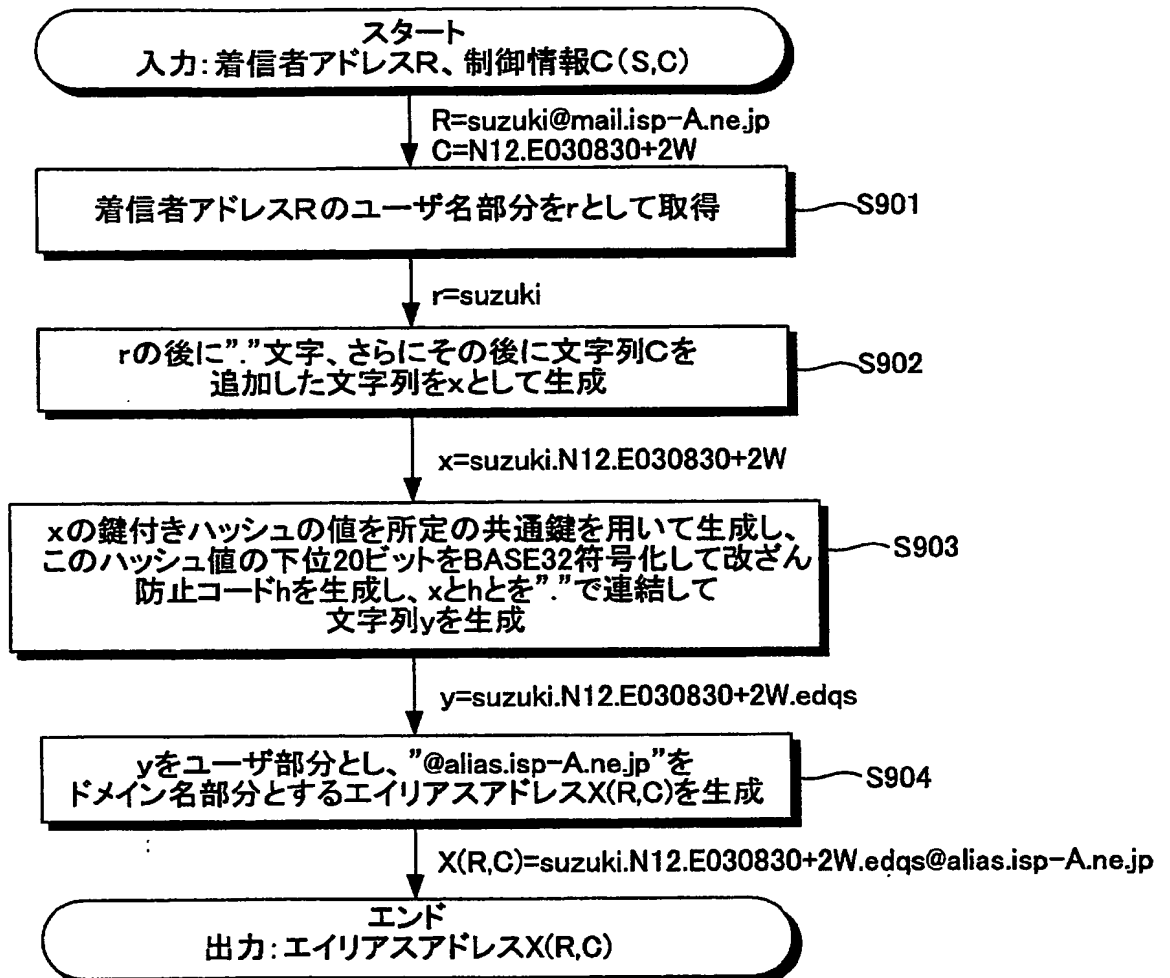 スタート
入力:着信者アドレスR、制御情報C(S,C)
R=suzuki@mail.isp-A.ne.jp
C=N12.E030830+2W
着信者アドレスRのユーザ名部分をrとして取得
S901
r=suzuki
rの後に"."文字、さらにその後に文字列Cを
追加した文字列をxとして生成
S902
x=suzuki.N12.E030830+2W
xの鍵付きハッシュの値を所定の共通鍵を用いて生成し、
このハッシュ値の下位20ビットをBASE32符号化して改ざん
防止コードhを生成し、xとhとを"."で連結して
文字列yを生成
S903
y=suzuki.N12.E030830+2W.edqs
yをユーザ部分とし、"@alias.isp-A.ne.jp"を
ドメイン名部分とするエイリアスアドレスX(R,C)を生成
S904
X(R,C)=suzuki.N12.E030830+2W.edqs@alias.isp-A.ne.jp
エンド
出力:エイリアスアドレスX(R,C)